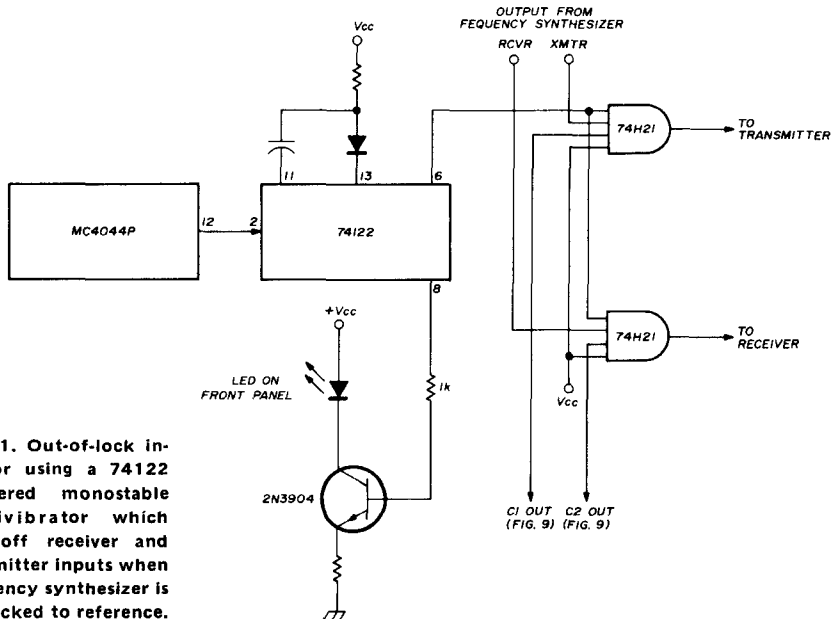 OUTPUT FROM
FEQUENCY SYNTHESIZER
RCVR XMTR
Vcc
74H21
TO
TRANSMITTER
11
13
6
MC4044P
12
2
74122
8
+Vcc
74H21
TO
RECEIVER
LED ON
FRONT PANEL
1k
Vcc
2N3904
C1 OUT C2 OUT
(FIG. 9) (FIG. 9)
1. Out-of-lock in-
or using a 74122
ered monostable
ivibrator which
off receiver and
mitter inputs when
ency synthesizer is
cked to reference.